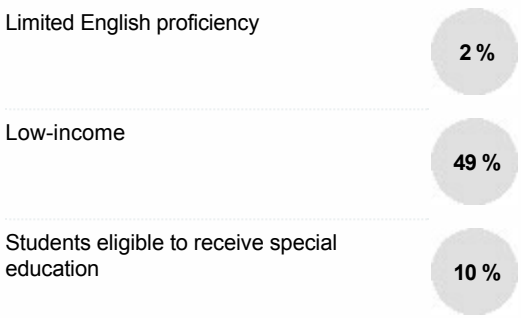 Limited English proficiency
2 %
Low-income
49 %
Students eligible to receive special
education
10 %